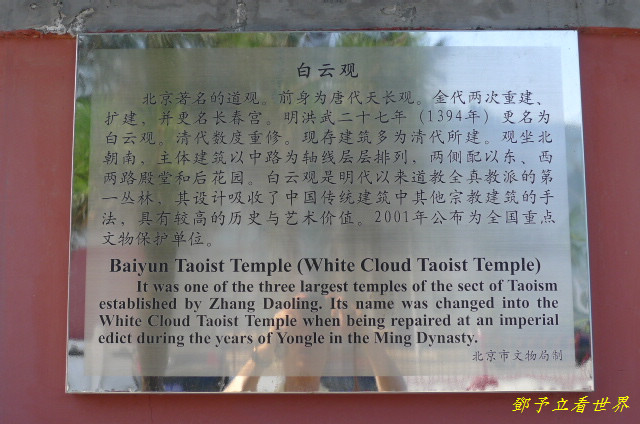 白云观
北京著名的道观。前身为唐代天长观。金代两次重建、
扩建，并更名长春宫。明洪武二十七年（1394年）更名为
白云观。清代数度重修。现存建筑多为清代所建。观坐北
朝南，主体建筑以中路为轴线层层排列，两侧配以东、西
两路殿堂和后花园。白云观是明代以来道教全真教派的第
一丛林，其设计吸收了中国传统建筑中其他宗教建筑的手
法，具有较高的历史与艺术价值。2001年公布为全国重点
文物保护单位。
Baiyun Taoist Temple (White Cloud Taoist Temple)
It was one of the three largest temples of the sect of Taoism
established by Zhang Daoling. Its name was changed into the
White Cloud Taoist Temple when being repaired at an imperial
edict during the years of Yongle in the Ming Dynasty.
北京市文物局制
鄧予立看世界